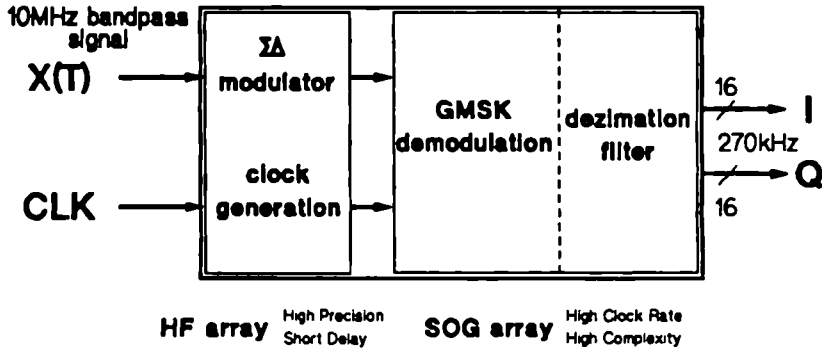 10MHz bandpass
signal
X(T)
CLK
ΣΔ
modulator
clock
generation
GMSK
demodulation
dezimation
filter
16
I
270kHz
Q
16
HF array
High Precision
Short Delay
SOG array
High Clock Rate
High Complexity